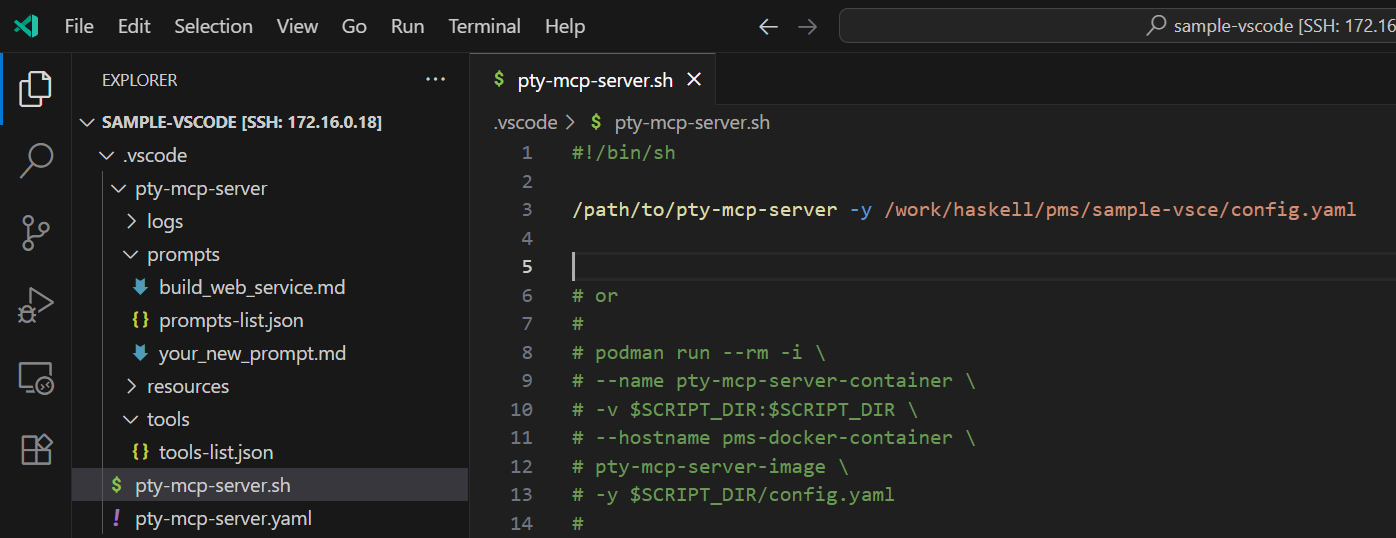 File Edit Selection View Go Run Terminal Help
sample-vscode [SSH: 172.16
EXPLORER
SAMPLE-VSCODE [SSH: 172.16.0.18]
.vscode
pty-mcp-server
logs
prompts
build_web_service.md
prompts-list.json
your_new_prompt.md
resources
tools
tools-list.json
pty-mcp-server.sh
pty-mcp-server.yaml
pty-mcp-server.sh
.vscode > $ pty-mcp-server.sh
1 #!/bin/sh
2
3 /path/to/pty-mcp-server -y /work/haskell/pms/sample-vsce/config.yaml
4
5
6 # or
7 #
8 # podman run --rm -i \
9 # --name pty-mcp-server-container \
10 # -v $SCRIPT_DIR:$SCRIPT_DIR \
11 # --hostname pms-docker-container \
12 # pty-mcp-server-image \
13 # -y $SCRIPT_DIR/config.yaml
14 #